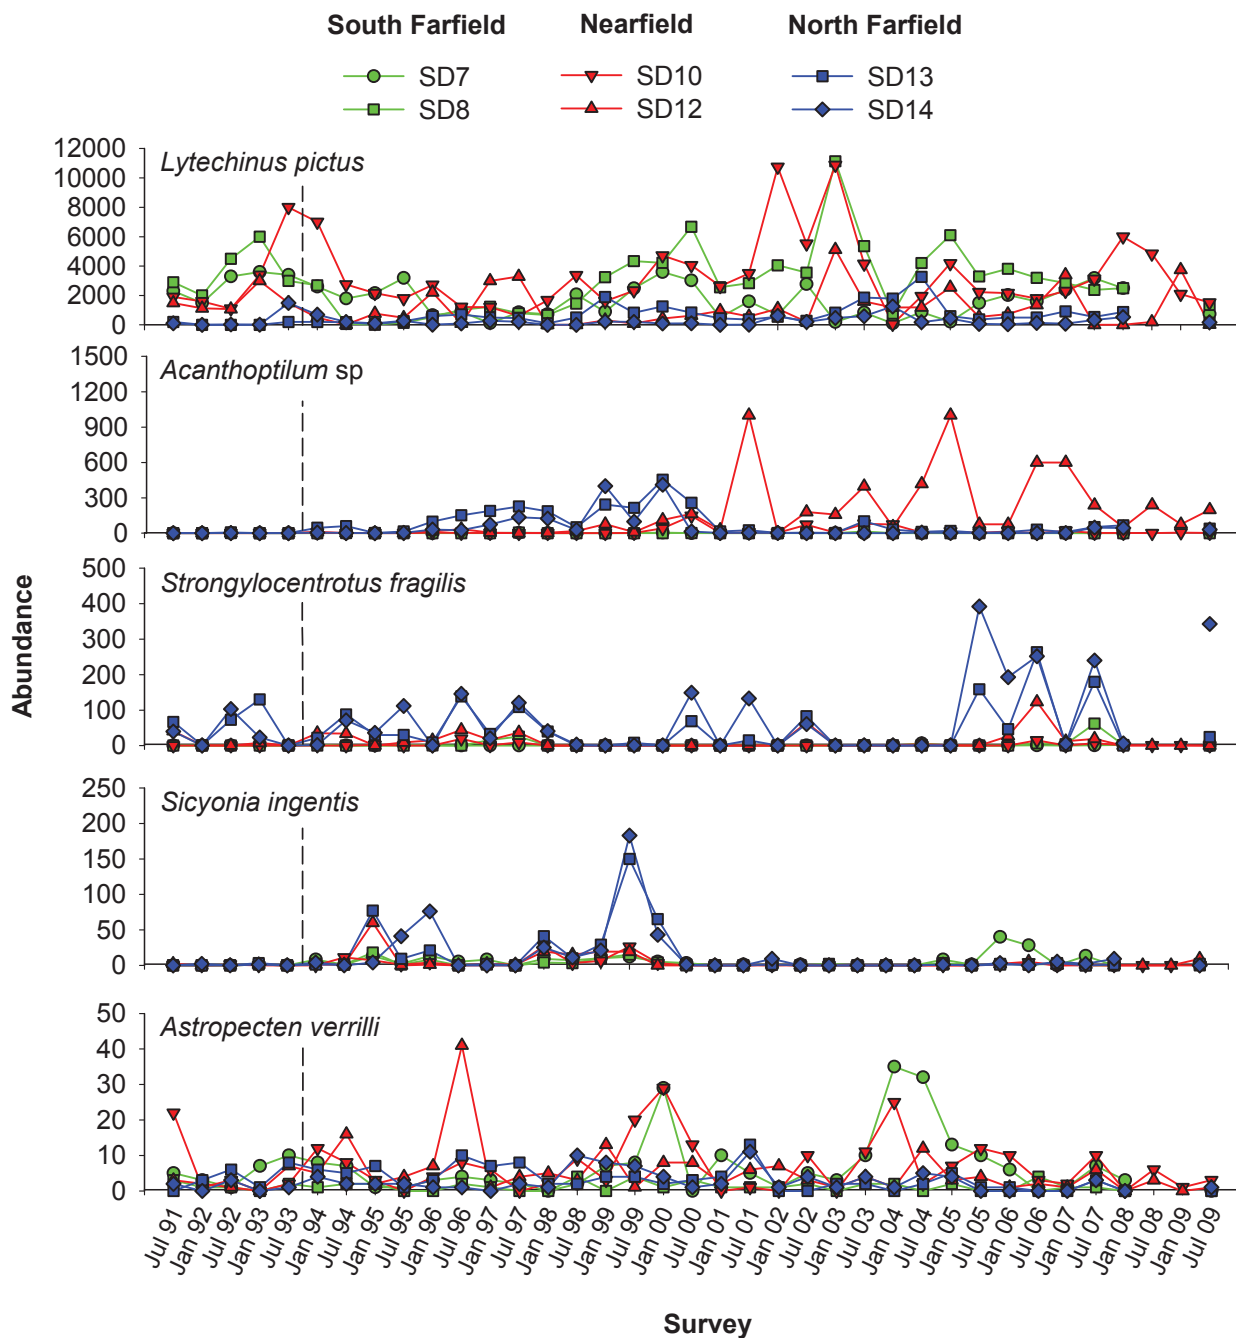 South Farfield Nearfield North Farfield
SD7 SD10 SD13
SD8 SD12 SD14
Lytechinus pictus
12000
10000
8000
6000
4000
2000
0
Acanthoptilum sp
1500
1200
900
600
300
0
Strongylocentrotus fragilis
500
400
300
200
100
0
Sicyonia ingentis
250
200
150
100
50
0
Astropecten verrilli
50
40
30
20
10
0
Abundance
Jul 91
Jan 92
Jul 92
Jan 93
Jul 93
Jan 94
Jul 94
Jan 95
Jul 95
Jan 96
Jul 96
Jan 97
Jul 97
Jan 98
Jul 98
Jan 99
Jul 99
Jan 00
Jul 00
Jan 01
Jul 01
Jan 02
Jul 02
Jan 03
Jul 03
Jan 04
Jul 04
Jan 05
Jul 05
Jan 06
Jul 06
Jan 07
Jul 07
Jan 08
Jul 08
Jan 09
Jul 09
Survey